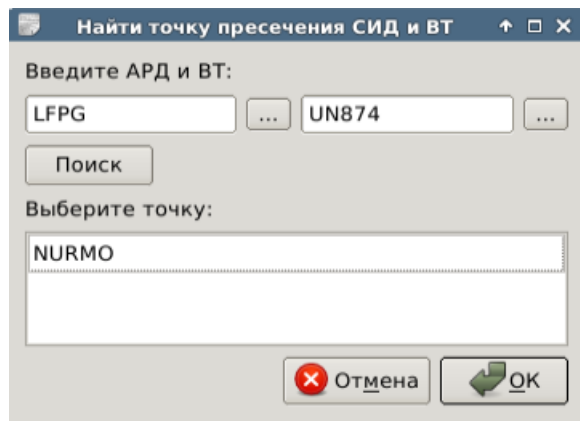 Найти точку пресечения СИД и ВТ
Введите АРД и ВТ:
LFPG ... UN874 ...
Поиск
Выберите точку:
NURMO
Отмена OK